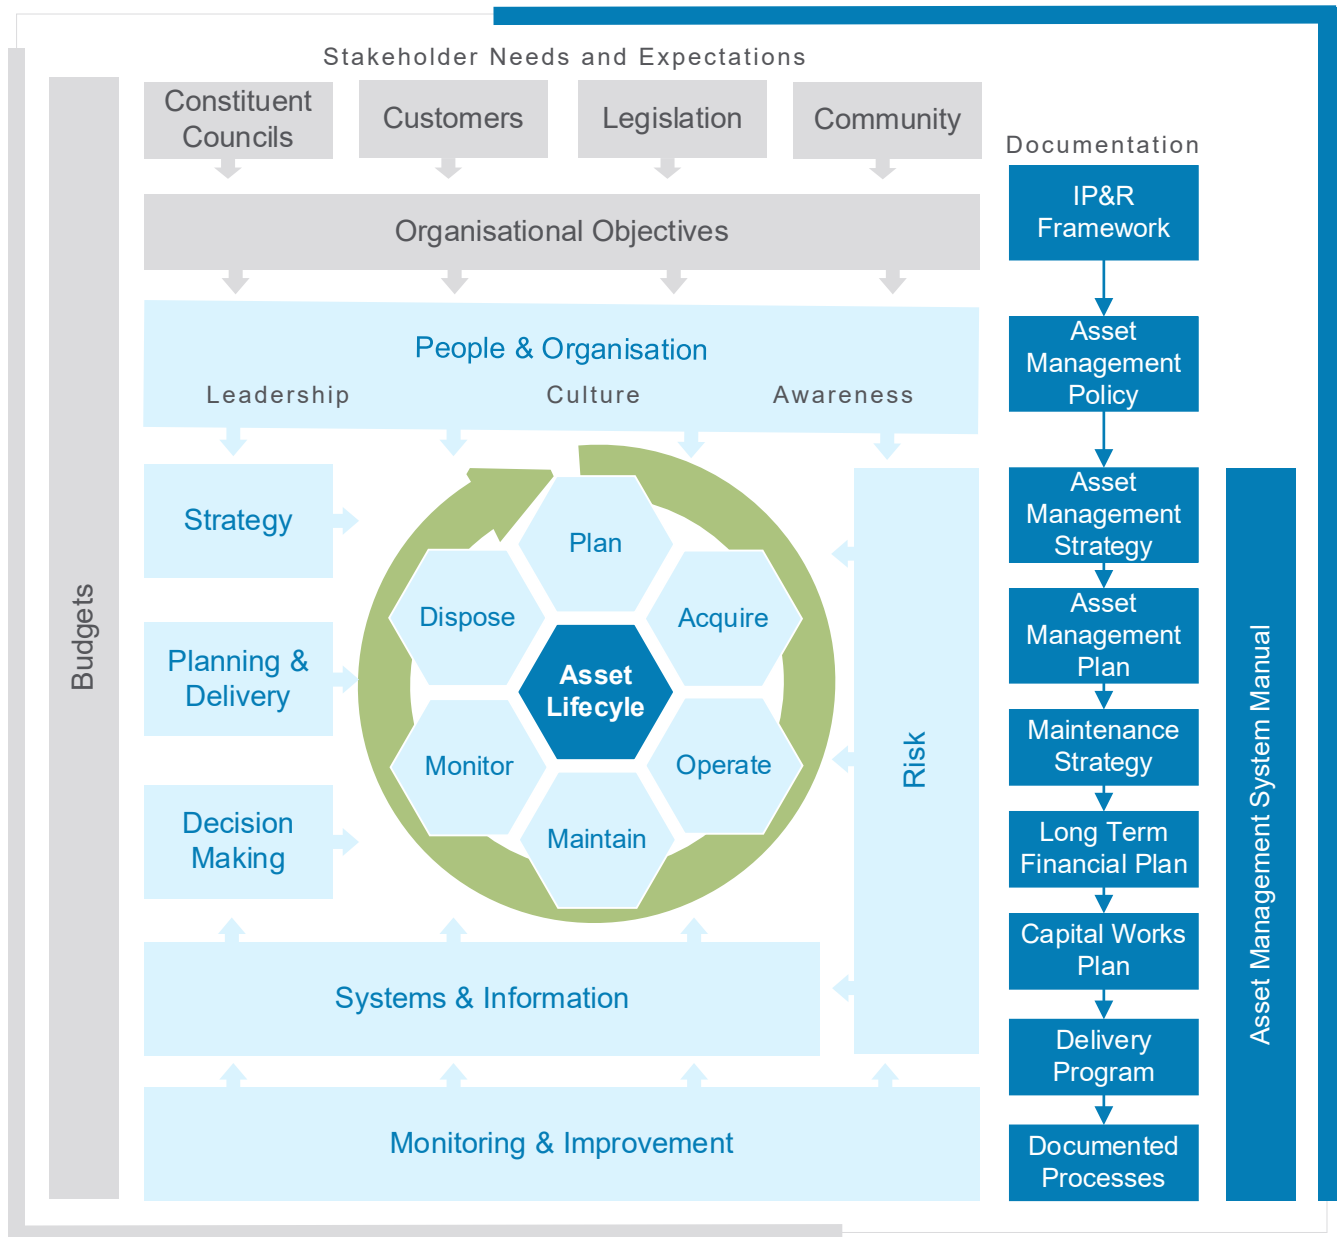 Stakeholder Needs and Expectations
Constituent
Councils
Customers
Legislation
Community
Organisational Objectives
People & Organisation
Leadership
Culture
Awareness
Budgets
Strategy
Planning &
Delivery
Decision
Making
Plan
Acquire
Operate
Maintain
Monitor
Dispose
Asset
Lifecyle
Risk
Systems & Information
Monitoring & Improvement
Documentation
IP&R
Framework
Asset
Management
Policy
Asset
Management
Strategy
Asset
Management
Plan
Maintenance
Strategy
Long Term
Financial Plan
Capital Works
Plan
Delivery
Program
Documented
Processes
Asset Management System Manual